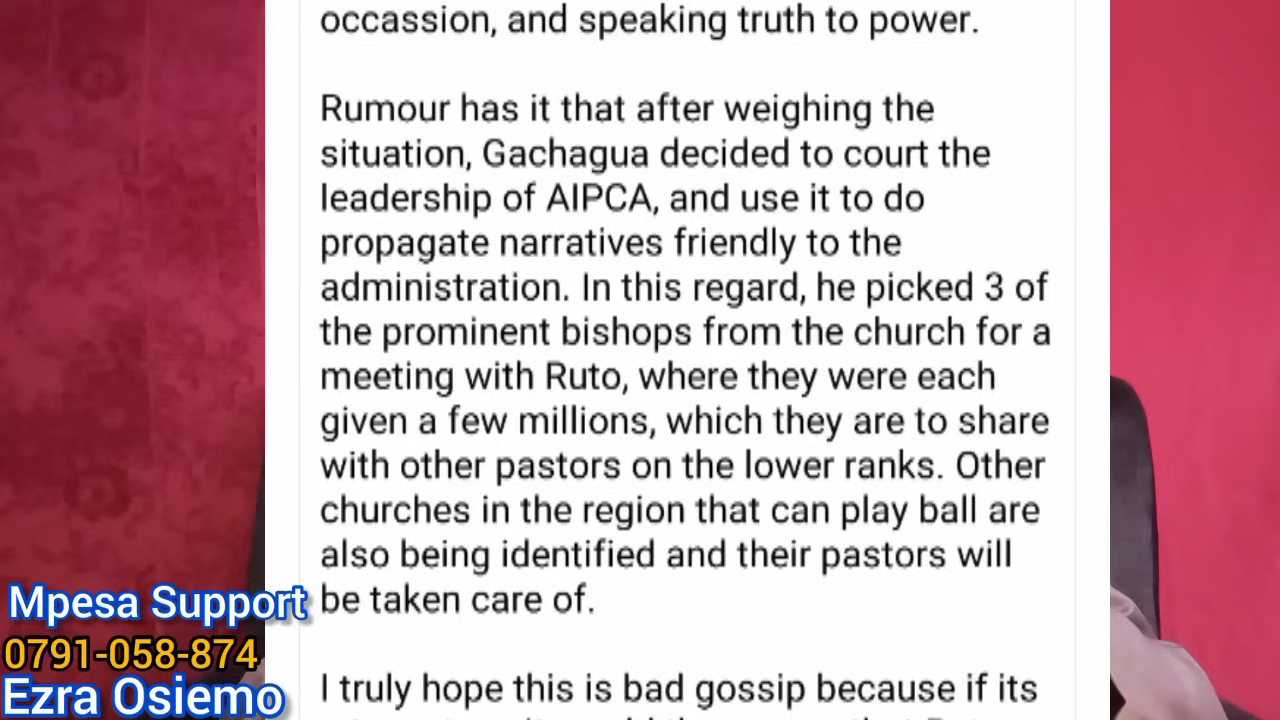 occassion, and speaking truth to power.
Rumour has it that after weighing the
situation, Gachagua decided to court the
leadership of AIPCA, and use it to do
propagate narratives friendly to the
administration. In this regard, he picked 3 of
the prominent bishops from the church for a
meeting with Ruto, where they were each
given a few millions, which they are to share
with other pastors on the lower ranks. Other
churches in the region that can play ball are
also being identified and their pastors will
be taken care of.
I truly hope this is bad gossip because if its
Mpesa Support
0791-058-874
Ezra Osiemo